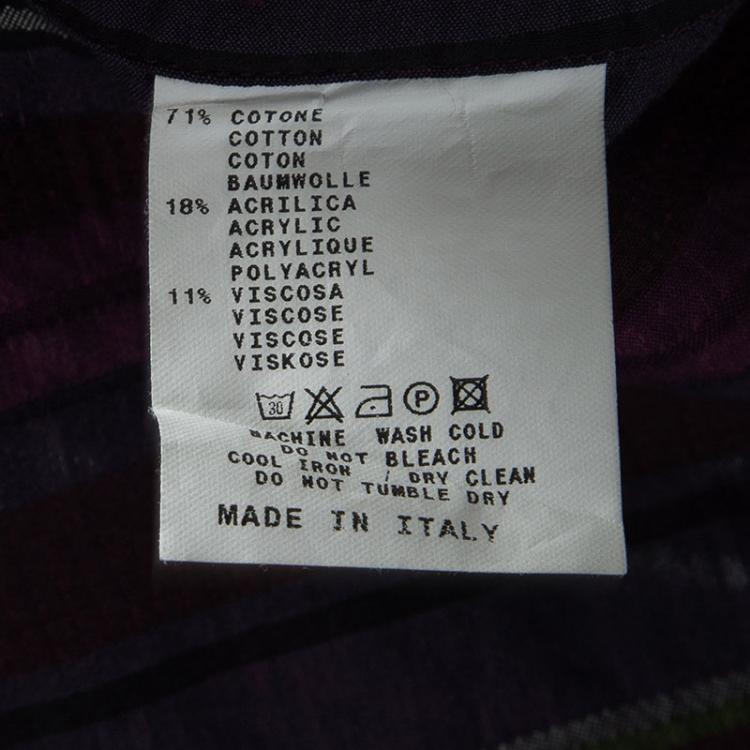 71% COTONE
COTTON
COTON
BAUMWOLLE
18% ACRILICA
ACRYLIC
ACRYLIQUE
POLYACRYL
11% VISCOSA
VISCOSE
VISCOSE
VISKOSE
30 P
MACHINE WASH COLD
DO NOT BLEACH
COOL IRON / DRY CLEAN
DO NOT TUMBLE DRY
MADE IN ITALY